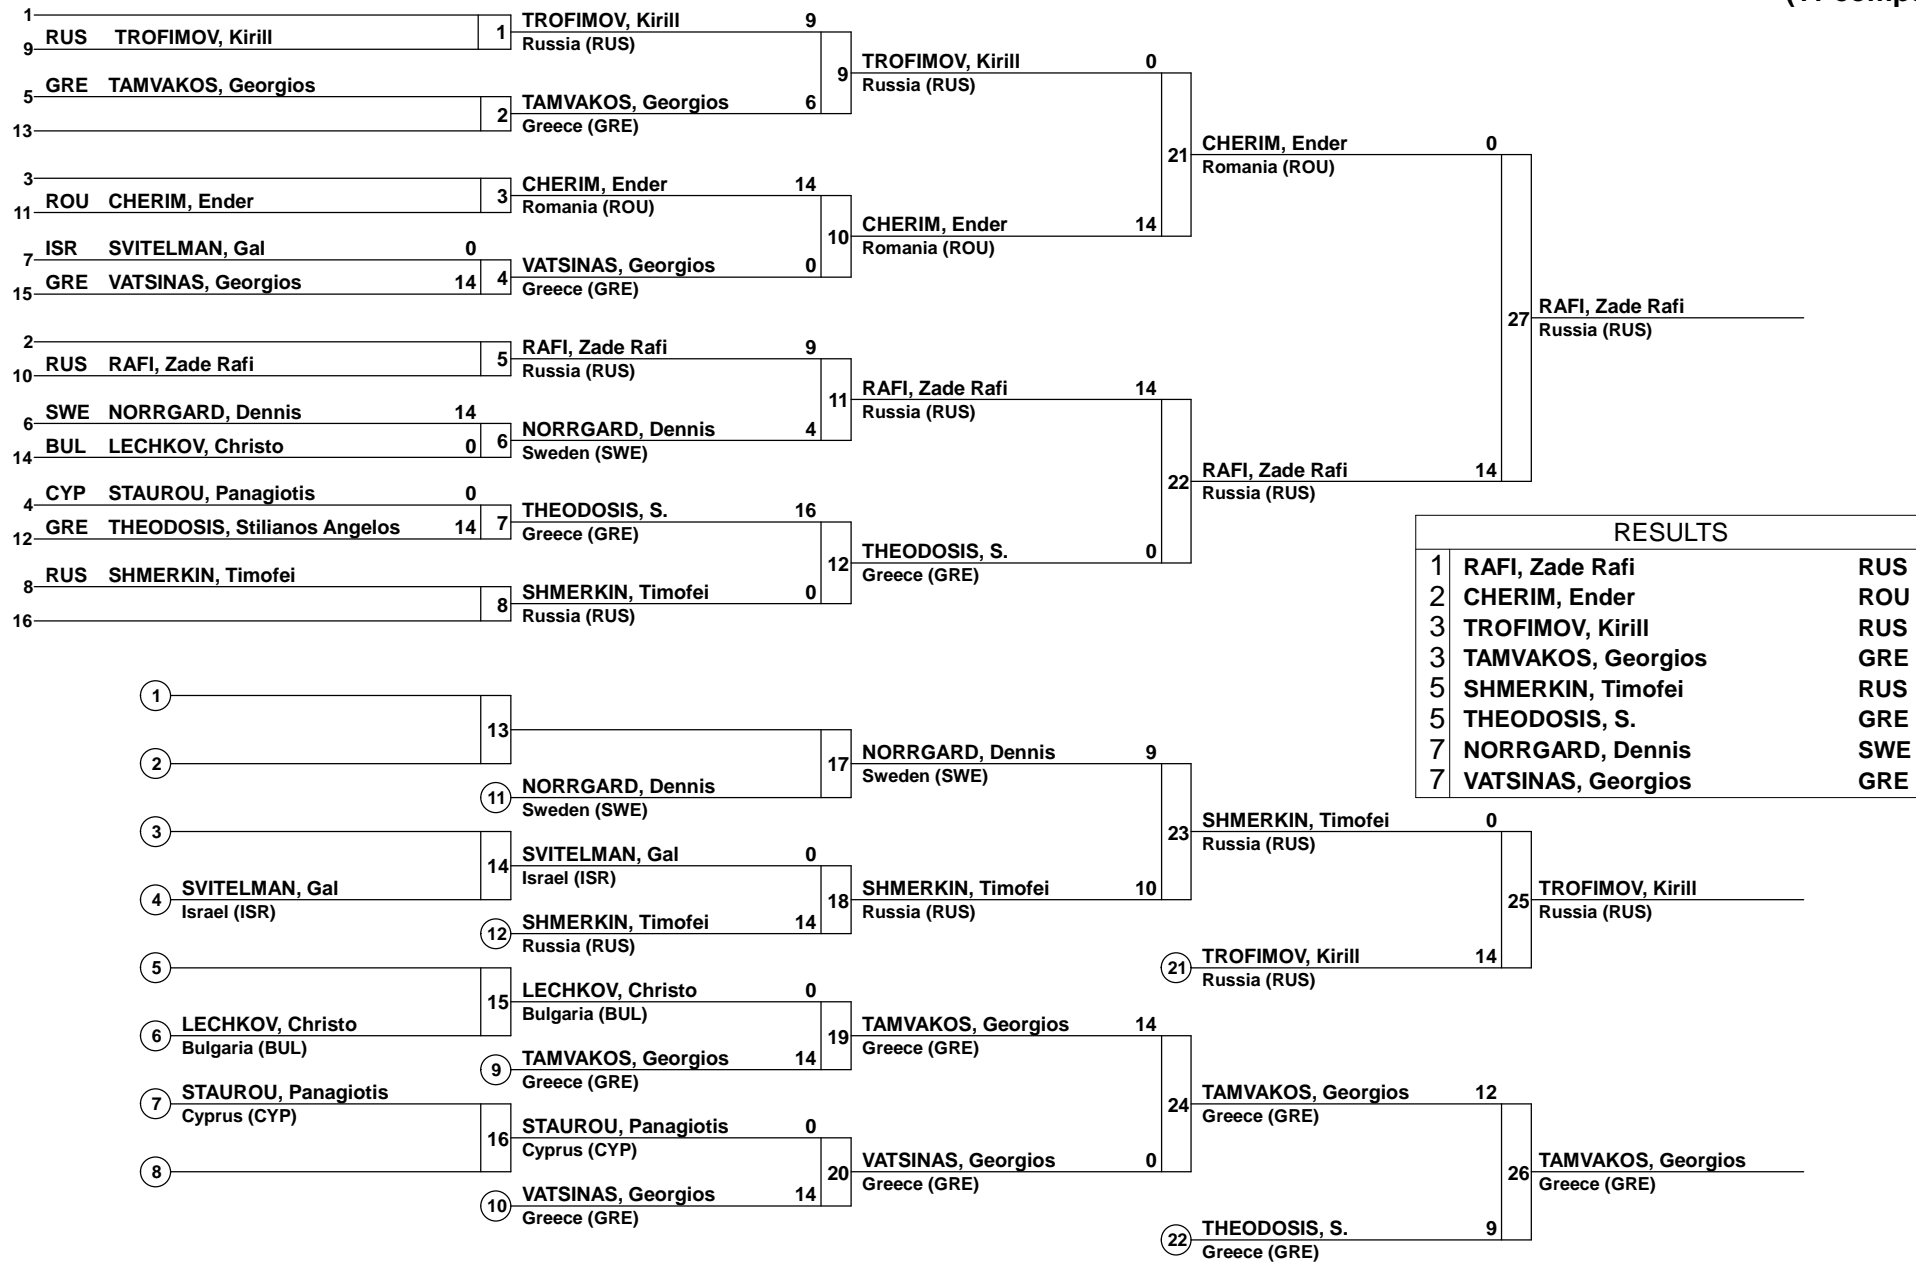 1
RUS TROFIMOV, Kirill
9
1
TROFIMOV, Kirill 9
Russia (RUS)
GRE TAMVAKOS, Georgios
5
13
2
TAMVAKOS, Georgios 6
Greece (GRE)
9
TROFIMOV, Kirill 0
Russia (RUS)
3
ROU CHERIM, Ender
11
3
CHERIM, Ender 14
Romania (ROU)
ISR SVITELMAN, Gal 0
7
GRE VATSINAS, Georgios 14
15
4
VATSINAS, Georgios 0
Greece (GRE)
10
CHERIM, Ender 14
Romania (ROU)
21
CHERIM, Ender 0
Romania (ROU)
2
RUS RAFI, Zade Rafi
10
5
RAFI, Zade Rafi 9
Russia (RUS)
SWE NORRGARD, Dennis 14
6
BUL LECHKOV, Christo 0
14
6
NORRGARD, Dennis 4
Sweden (SWE)
11
RAFI, Zade Rafi 14
Russia (RUS)
CYP STAUROU, Panagiotis 0
4
GRE THEODOSIS, Stilianos Angelos 14
12
7
THEODOSIS, S. 16
Greece (GRE)
RUS SHMERKIN, Timofei
8
16
8
SHMERKIN, Timofei 0
Russia (RUS)
12
THEODOSIS, S. 0
Greece (GRE)
22
RAFI, Zade Rafi 14
Russia (RUS)
27
RAFI, Zade Rafi
Russia (RUS)
RESULTS
1 RAFI, Zade Rafi RUS
2 CHERIM, Ender ROU
3 TROFIMOV, Kirill RUS
3 TAMVAKOS, Georgios GRE
5 SHMERKIN, Timofei RUS
5 THEODOSIS, S. GRE
7 NORRGARD, Dennis SWE
7 VATSINAS, Georgios GRE
1
2
13
11
NORRGARD, Dennis
Sweden (SWE)
17
NORRGARD, Dennis 9
Sweden (SWE)
3
4
SVITELMAN, Gal
Israel (ISR)
14
SVITELMAN, Gal 0
Israel (ISR)
12
SHMERKIN, Timofei 14
Russia (RUS)
18
SHMERKIN, Timofei 10
Russia (RUS)
23
SHMERKIN, Timofei 0
Russia (RUS)
21
TROFIMOV, Kirill 14
Russia (RUS)
25
TROFIMOV, Kirill
Russia (RUS)
5
6
LECHKOV, Christo
Bulgaria (BUL)
15
LECHKOV, Christo 0
Bulgaria (BUL)
9
TAMVAKOS, Georgios 14
Greece (GRE)
19
TAMVAKOS, Georgios 14
Greece (GRE)
7
STAUROU, Panagiotis
Cyprus (CYP)
8
16
STAUROU, Panagiotis 0
Cyprus (CYP)
10
VATSINAS, Georgios 14
Greece (GRE)
20
VATSINAS, Georgios 0
Greece (GRE)
24
TAMVAKOS, Georgios 12
Greece (GRE)
22
THEODOSIS, S. 9
Greece (GRE)
26
TAMVAKOS, Georgios
Greece (GRE)